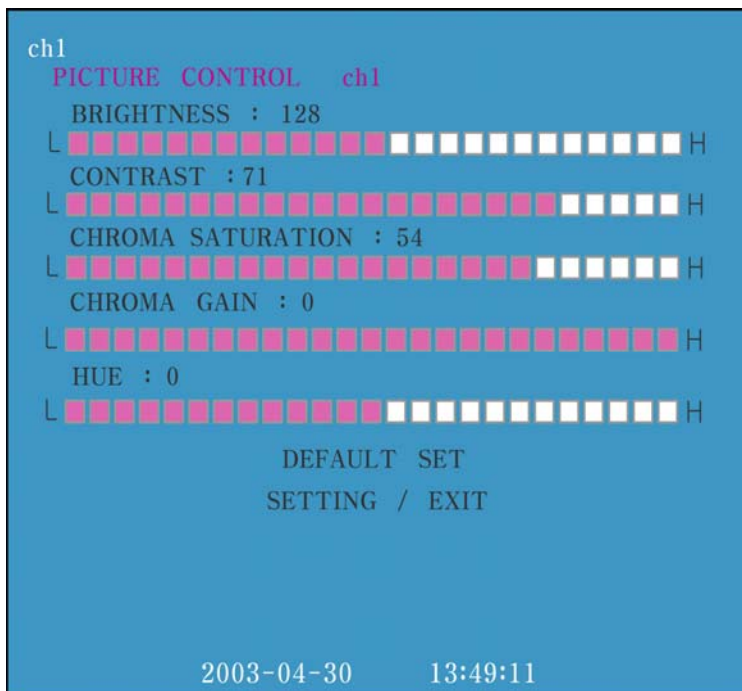 ch1
PICTURE CONTROL ch1
BRIGHTNESS : 128
L H
CONTRAST : 71
L H
CHROMA SATURATION : 54
L H
CHROMA GAIN : 0
L H
HUE : 0
L H
DEFAULT SET
SETTING / EXIT
2003-04-30 13:49:11